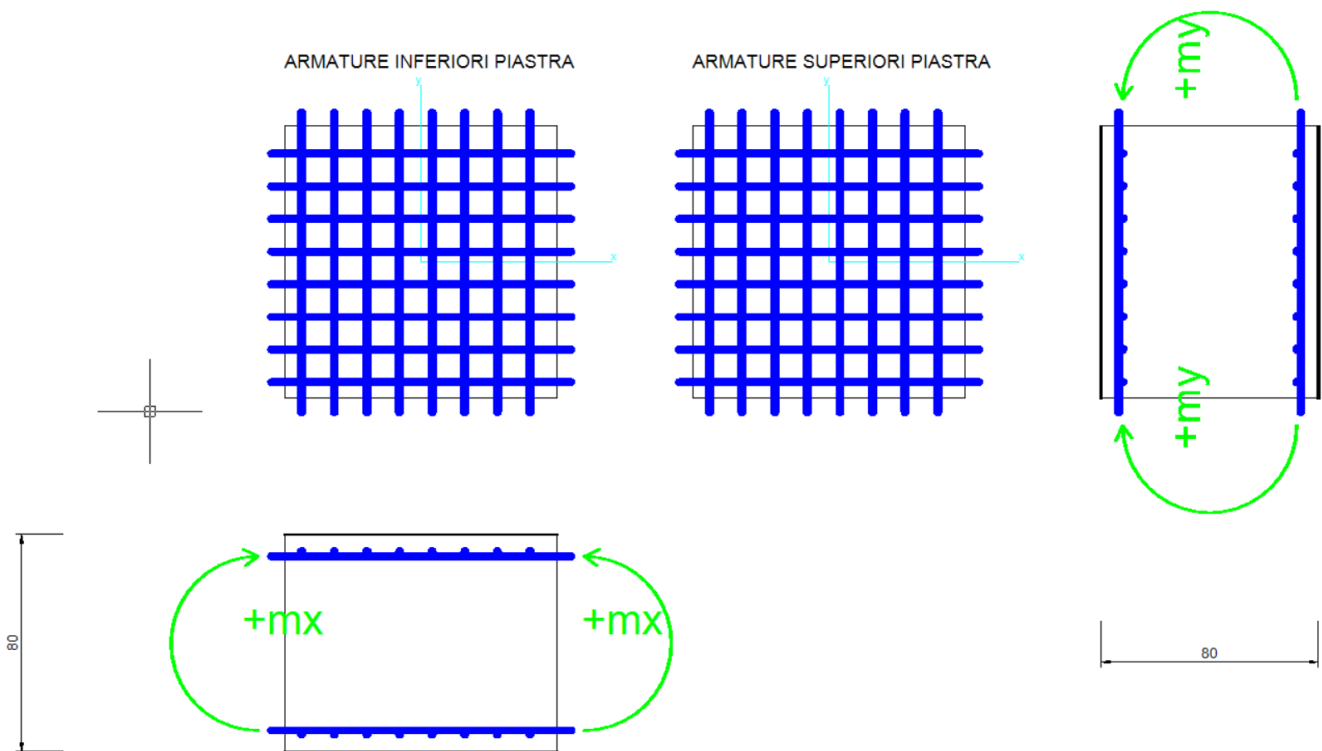 ARMATURE INFERIORI PIASTRA
ARMATURE SUPERIORI PIASTRA
y
x
y
x
+my
+my
+mx
+mx
80
80